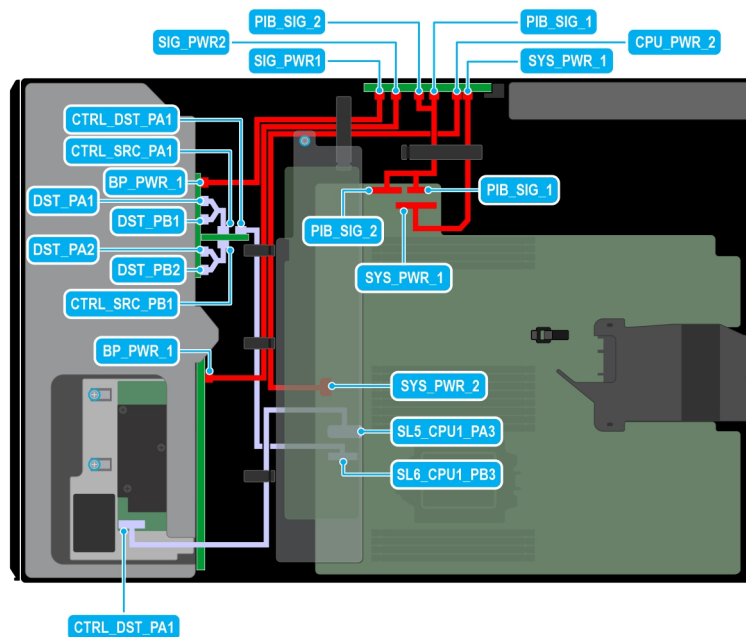 PIB_SIG_2
PIB_SIG_1
SIG_PWR2
CPU_PWR_2
SIG_PWR1
SYS_PWR_1
CTRL_DST_PA1
CTRL_SRC_PA1
BP_PWR_1
DST_PA1
PIB_SIG_1
DST_PB1
PIB_SIG_2
DST_PA2
DST_PB2
SYS_PWR_1
CTRL_SRC_PB1
BP_PWR_1
SYS_PWR_2
SL5_CPU1_PA3
SL6_CPU1_PB3
CTRL_DST_PA1